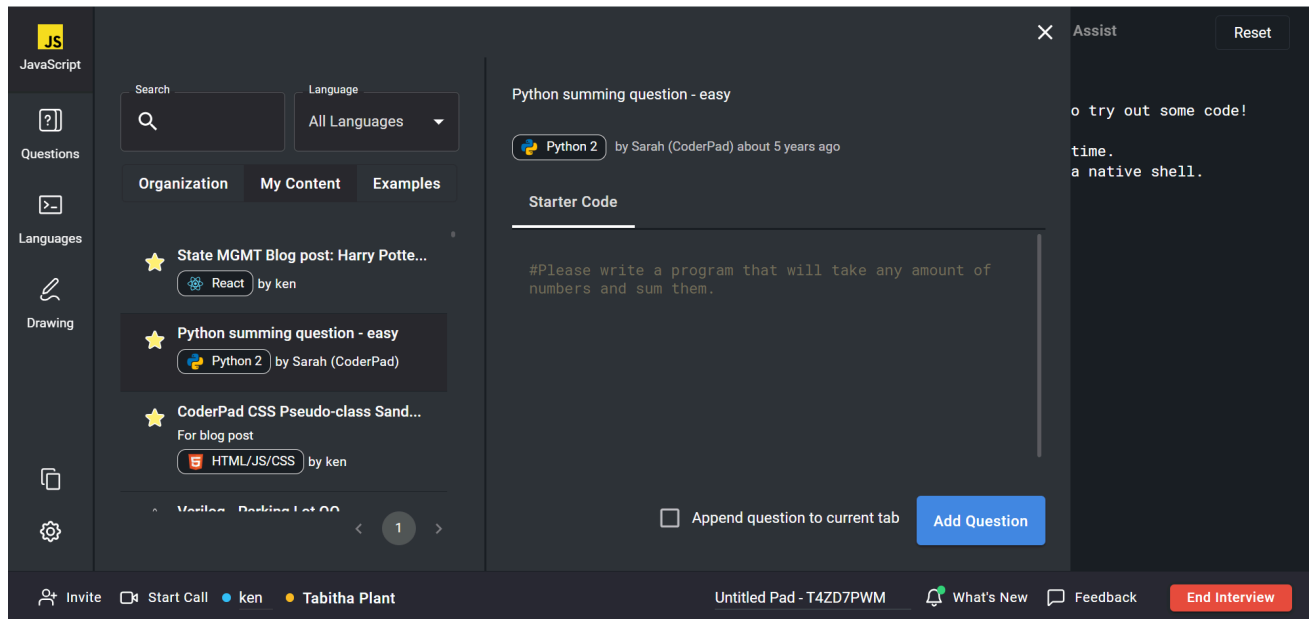 JS
JavaScript
Questions
Languages
Drawing
Search
Language
All Languages
Organization My Content Examples
State MGMT Blog post: Harry Potte...
React by ken
Python summing question - easy
Python 2 by Sarah (CoderPad)
CoderPad CSS Pseudo-class Sand...
For blog post
HTML/JS/CSS by ken
1
Python summing question - easy
Python 2 by Sarah (CoderPad) about 5 years ago
Starter Code
#Please write a program that will take any amount of
numbers and sum them.
Append question to current tab
Add Question
Assist
Reset
o try out some code!
time.
a native shell.
Invite Start Call ken Tabitha Plant Untitled Pad - T4ZD7PWM What's New Feedback End Interview